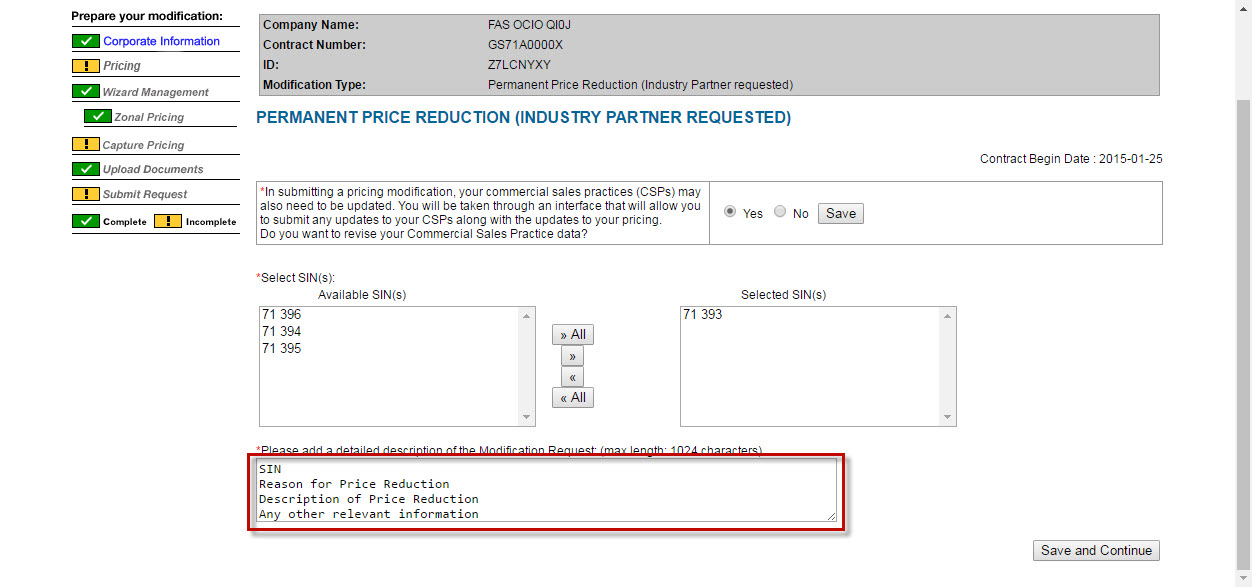 Prepare your modification:
Corporate Information
Pricing
Wizard Management
Zonal Pricing
Capture Pricing
Upload Documents
Submit Request
Complete ! Incomplete
Company Name: FAS OCIO QI0J
Contract Number: GS71A0000X
ID: Z7LCNYXY
Modification Type: Permanent Price Reduction (Industry Partner requested)
PERMANENT PRICE REDUCTION (INDUSTRY PARTNER REQUESTED)
Contract Begin Date : 2015-01-25
*In submitting a pricing modification, your commercial sales practices (CSPs) may
also need to be updated. You will be taken through an interface that will allow you
to submit any updates to your CSPs along with the updates to your pricing.
Do you want to revise your Commercial Sales Practice data?
Yes No Save
*Select SIN(s):
Available SIN(s) Selected SIN(s)
71 396
71 394
71 395
» All
»
«
« All
71 393
*Please add a detailed description of the Modification Request: (max length: 1024 characters)
SIN
Reason for Price Reduction
Description of Price Reduction
Any other relevant information
Save and Continue